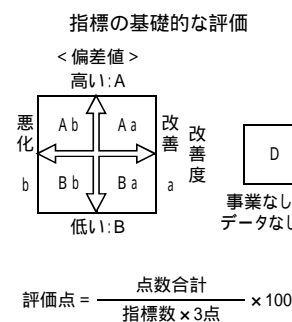 指標の基礎的な評価
<偏差値>
高い:A
悪化
b
Ab
Aa
Bb
Ba
改善
a
改善度
低い:B
D
事業なし
データなし
評価点 = 点数合計
指標数×3点
×100